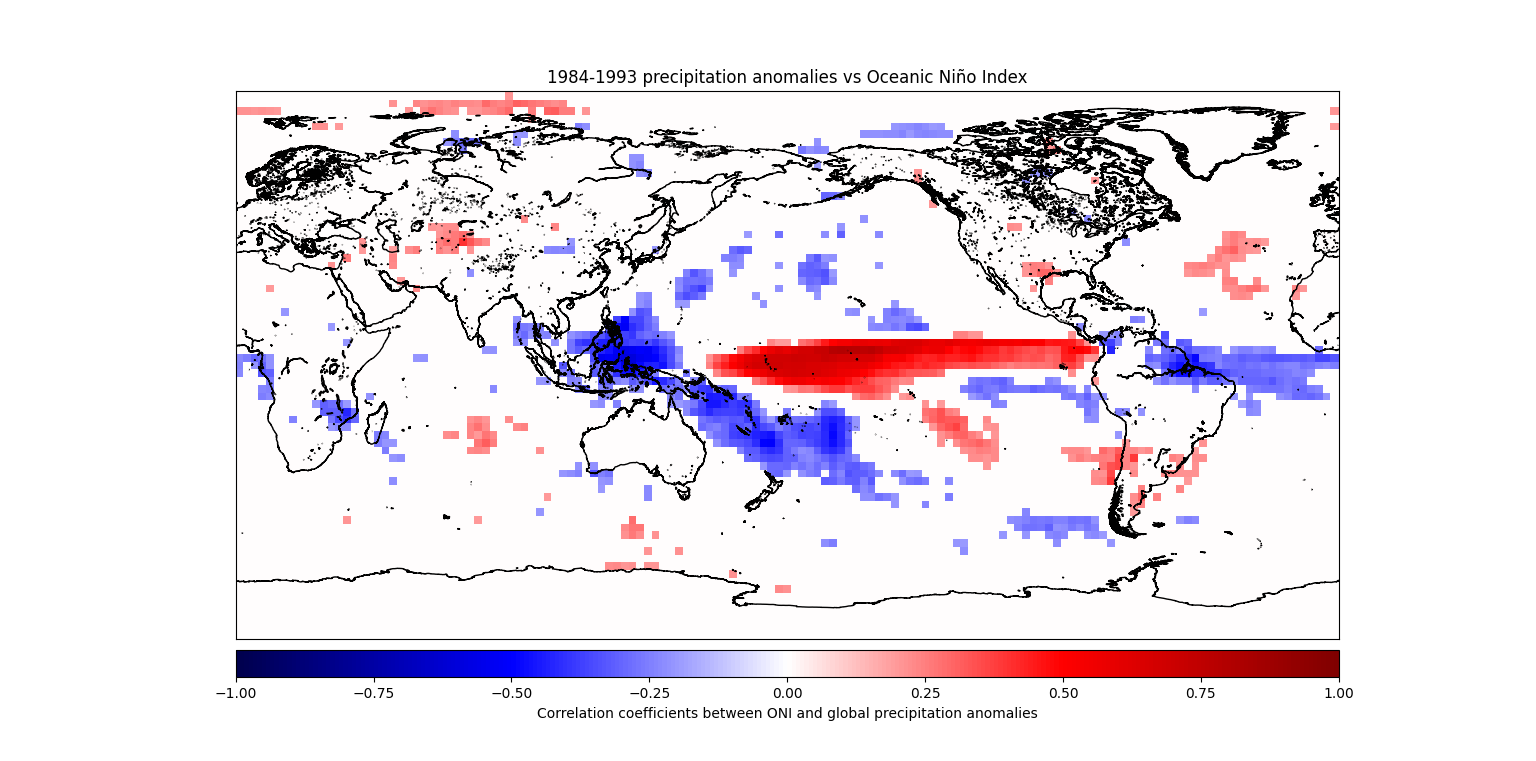 1984-1993 precipitation anomalies vs Oceanic Niño Index
−1.00 −0.75 −0.50 −0.25 0.00 0.25 0.50 0.75 1.00
Correlation coefficients between ONI and global precipitation anomalies